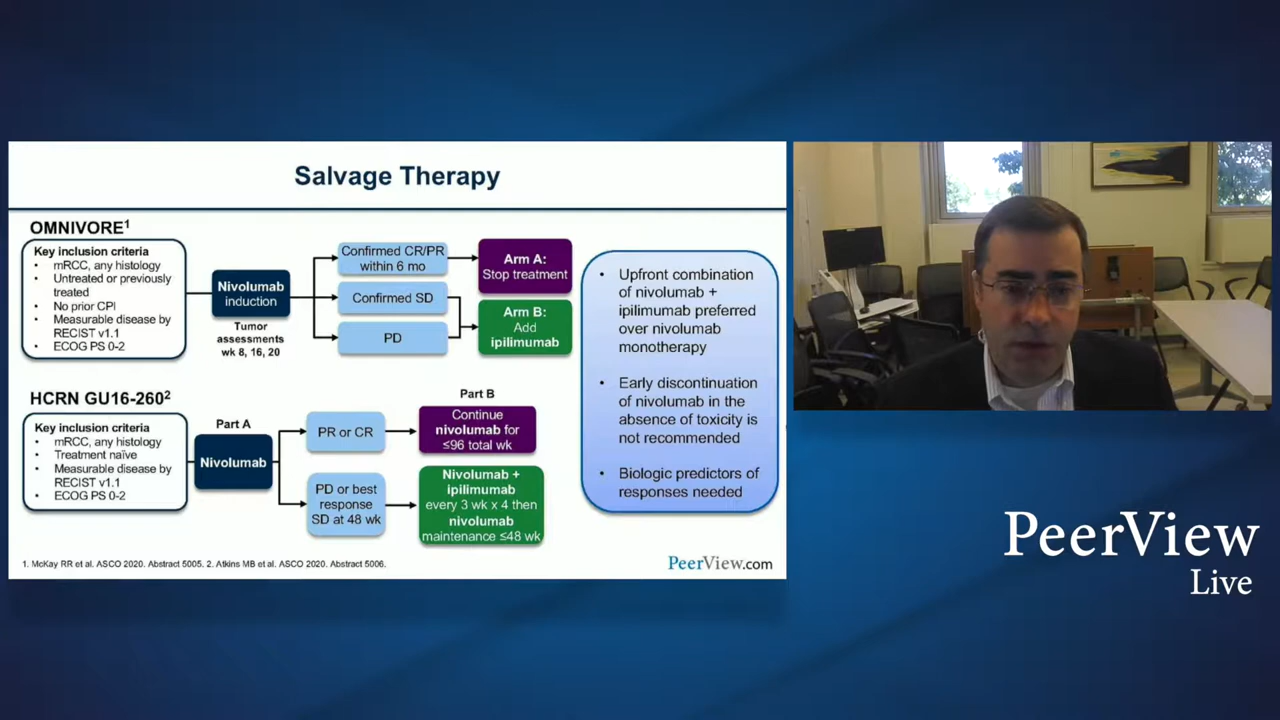 Salvage Therapy
OMNIVORE1
Key inclusion criteria
• mRCC, any histology
• Untreated or previously
treated
• No prior CPI
• Measurable disease by
RECIST v1.1
• ECOG PS 0-2
Nivolumab
induction
Tumor
assessments
wk 8, 16, 20
Confirmed CR/PR
within 6 mo
Confirmed SD
PD
Arm A:
Stop treatment
Arm B:
Add
ipilimumab
HCRN GU16-2602
Key inclusion criteria
• mRCC, any histology
• Treatment naïve
• Measurable disease by
RECIST v1.1
• ECOG PS 0-2
Part A
Nivolumab
PR or CR
PD or best
response
SD at 48 wk
Part B
Continue
nivolumab for
≤96 total wk
Nivolumab +
ipilimumab
every 3 wk x 4 then
nivolumab
maintenance ≤48 wk
• Upfront combination
of nivolumab +
ipilimumab preferred
over nivolumab
monotherapy
• Early discontinuation
of nivolumab in the
absence of toxicity is
not recommended
• Biologic predictors of
responses needed
1. McKay RR et al. ASCO 2020. Abstract 5005. 2. Atkins MB et al. ASCO 2020. Abstract 5006.
PeerView.com
PeerView
Live